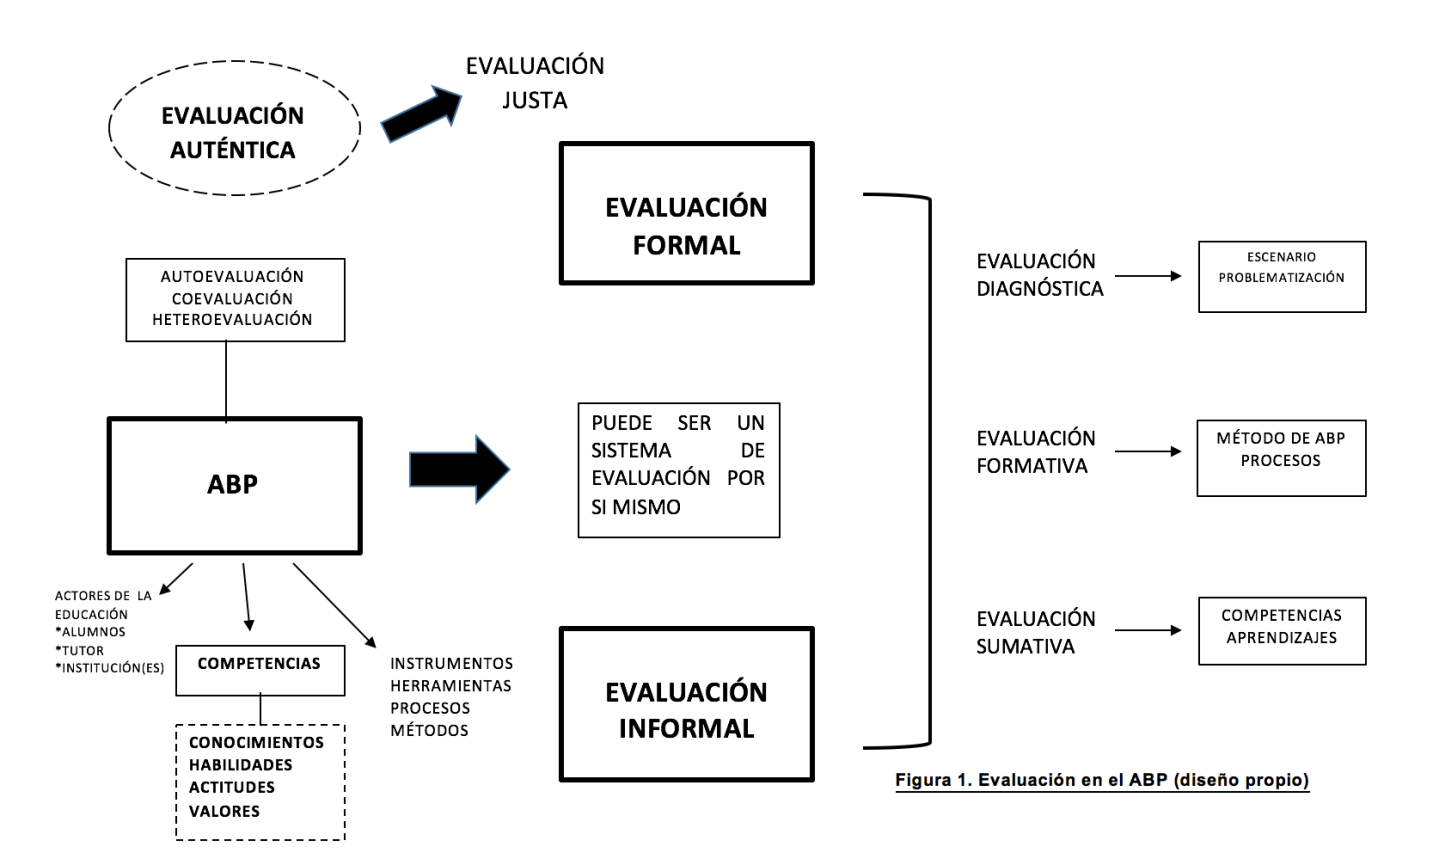 EVALUACIÓN
JUSTA
EVALUACIÓN
AUTÉNTICA
EVALUACIÓN
FORMAL
AUTOEVALUACIÓN
COEVALUACIÓN
HETEROEVALUACIÓN
EVALUACIÓN
DIAGNÓSTICA
ESCENARIO
PROBLEMATIZACIÓN
ABP
PUEDE SER UN
SISTEMA DE
EVALUACIÓN POR
SI MISMO
EVALUACIÓN
FORMATIVA
MÉTODO DE ABP
PROCESOS
ACTORES DE LA
EDUCACIÓN
*ALUMNOS
*TUTOR
*INSTITUCIÓN(ES)
COMPETENCIAS
CONOCIMIENTOS
HABILIDADES
ACTITUDES
VALORES
INSTRUMENTOS
HERRAMIENTAS
PROCESOS
MÉTODOS
EVALUACIÓN
INFORMAL
EVALUACIÓN
SUMATIVA
COMPETENCIAS
APRENDIZAJES
Figura 1. Evaluación en el ABP (diseño propio)